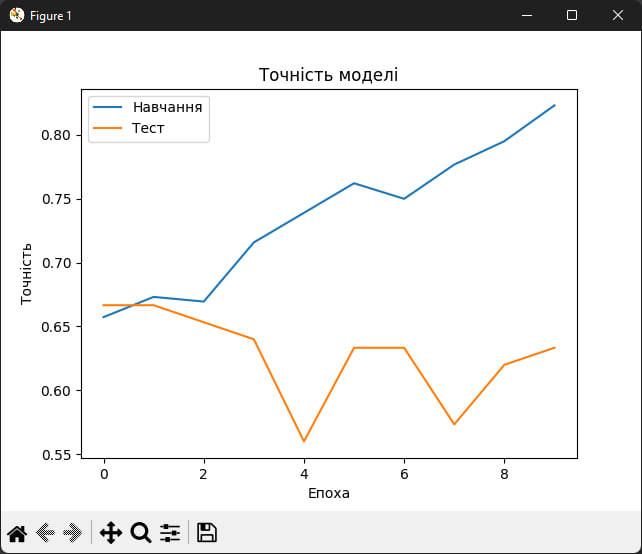 Figure 1
Точність моделі
Навчання
Тест
0.80
0.75
0.70
0.65
0.60
0.55
Точність
0 2 4 6 8
Епоха